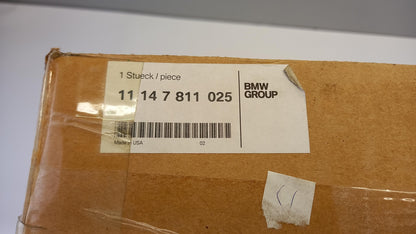 1 Stueck / piece
11 14 7 811 025
BMW
GROUP
Made in USA
02